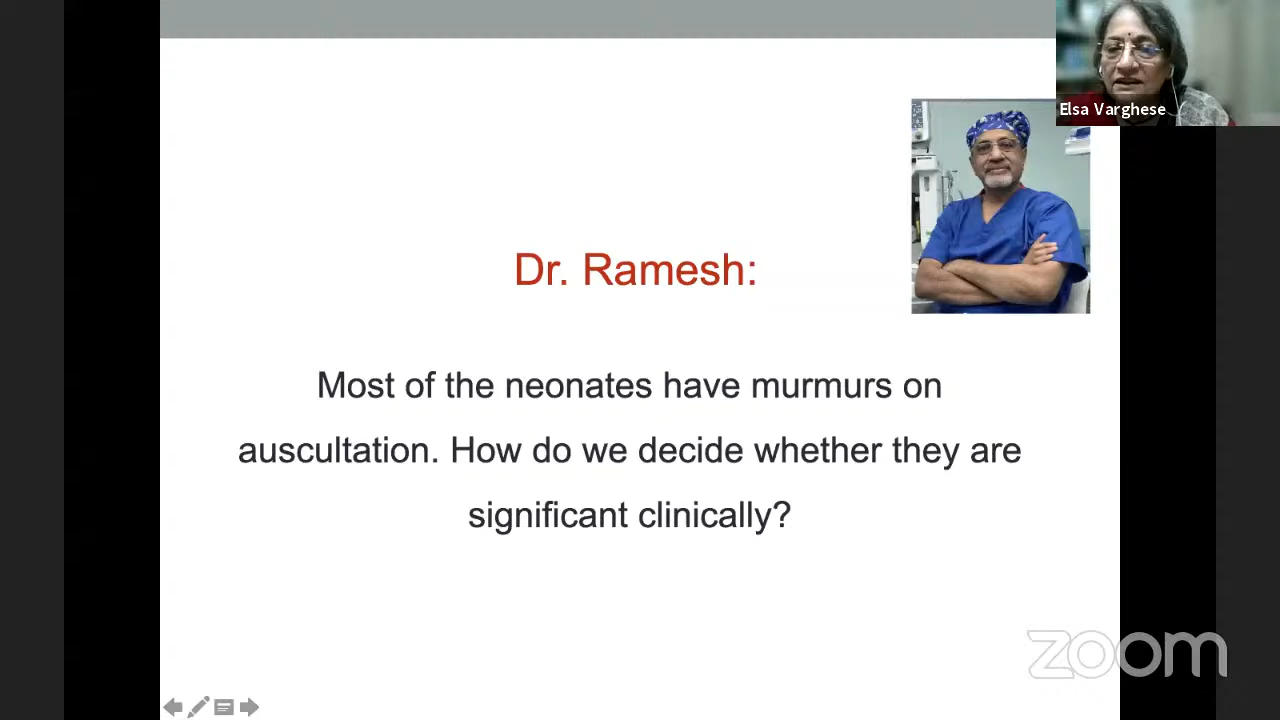 Elsa Varghese
Dr. Ramesh:
Most of the neonates have murmurs on
auscultation. How do we decide whether they are
significant clinically?
zoom